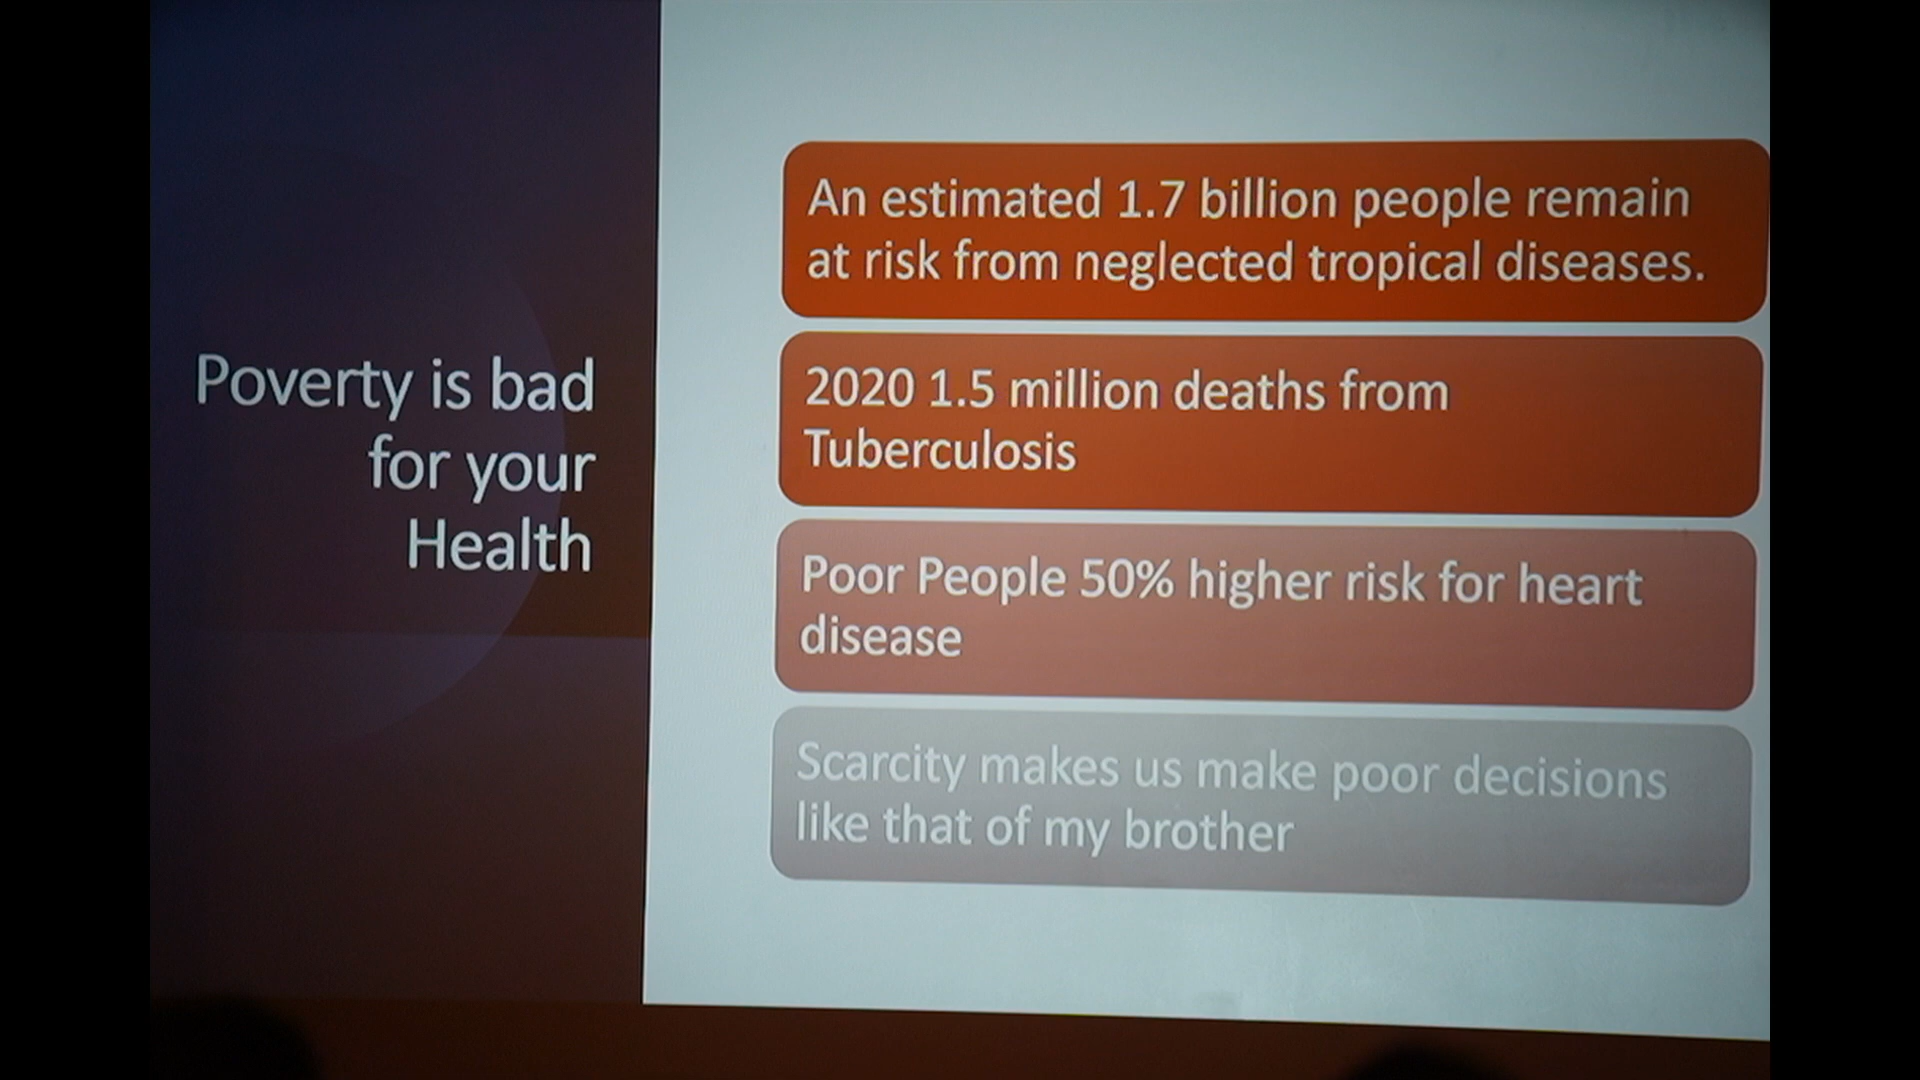 Poverty is bad
for your
Health
An estimated 1.7 billion people remain
at risk from neglected tropical diseases.
2020 1.5 million deaths from
Tuberculosis
Poor People 50% higher risk for heart
disease
Scarcity makes us make poor decisions
like that of my brother